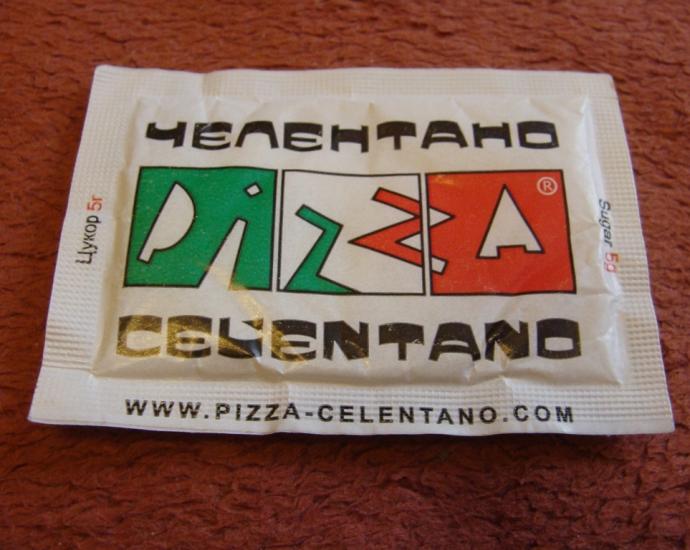 ЧЕЛЕНТАНО
PiZZA®
CELENTANO
WWW.PIZZA-CELENTANO.COM
Цукор 5г
Sugar 5g